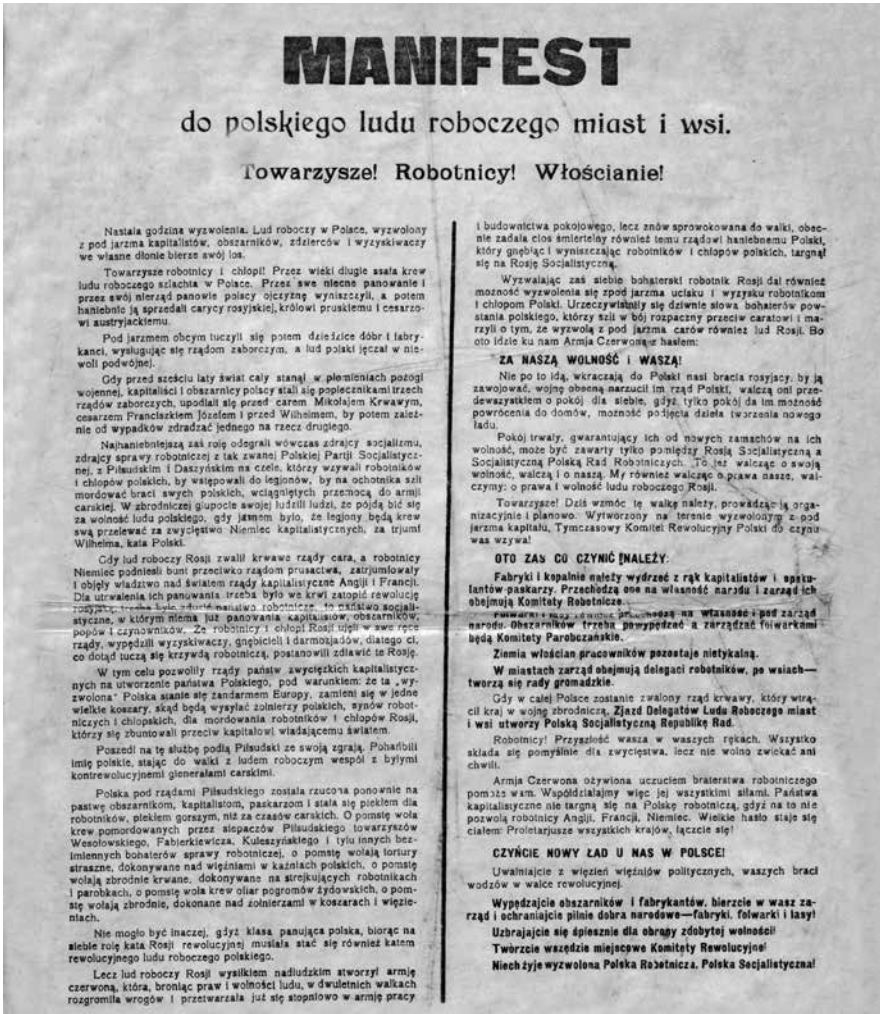 MANIFEST
do polskiego ludu roboczego miast i wsi.
Towarzysze! Robotnicy! Włościanie!
Nastała godzina wyzwolenia. Lud roboczy w Polsce, wyzwolony
z pod jarzma kapitalistów, obszarników, zdzierców i wyzyskiwaczy
we własne dłonie bierze swój los.
Towarzysze robotnicy i chłopi! Przez wieki długie ssała krew
ludu roboczego szlachta w Polsce. Przez swe niecne panowanie i
przez swój nierząd panowie polscy ojczyznę wyniszczyli, a potem
haniebnie ją sprzedali carycy rosyjskiej, królowi pruskiemu i cesarzo
wi austryjackiemu.
Pod jarzmem obcym tuczyli się potem dziedzice dóbr i fabry-
kanci, wysługując się rządom zaborczym, a lud polski jęczał w nie-
woli podwójnej.
Gdy przed sześciu laty świat cały stanął w płomieniach pożogi
wojennej, kapitaliści i obszarnicy polscy stali się poplecznikami trzech
rządów zaborczych, upodlali się przed carem Mikołajem Krwawym,
cesarzem Franciszkiem Józefem i przed Wilhelmem, by potem zależ-
nie od wypadków zdradzać jednego na rzecz drugiego.
Najhaniebniejszą zaś rolę odegrali wówczas zdrajcy socjalizmu,
zdrajcy sprawy robotniczej z tak zwanej Polskiej Partji Socjalistycz-
nej, z Piłsudskim i Daszyńskim na czele, którzy wzywali robotników
i chłopów polskich, by wstępowali do legjonów, by na ochotnika szli
mordować braci swych polskich, wciągniętych przemocą do armji
carskiej. W zbrodniczej głupocie swojej łudzili ludzi, że pójdą bić się
za wolność ludu polskiego, gdy jasnem było, że legjony będą krew
swą przelewać za zwycięstwo Niemiec kapitalistycznych, za trjumf
Wilhelma, kata Polski.
Gdy lud roboczy Rosji zwalił krwawe rządy cara, a robotnicy
Niemiec podnieśli bunt przeciwko rządom prusactwa, zatrjumfowały
i objęły władztwo nad światem rządy kapitalistyczne Anglji i Francji.
Dla utrwalenia ich panowania trzeba było we krwi zatopić rewolucję
rosyjską, trzeba było zdusić państwo robotnicze, to państwo socjali-
styczne, w którym niema już panowania kapitalistów, obszarników,
popów i czynowników. Że robotnicy i chłopi Rosji ujęli w swe ręce
rządy, wypędzili wyzyskiwaczy, gnębicieli i darmozjadów, dlatego ci,
co dotąd tuczą się krzywdą robotniczą, postanowili zdławić te Rosję.
W tym celu pozwoliły rządy państw zwycięzkich kapitalistycz-
nych na utworzenie państwa Polskiego, pod warunkiem: że ta „wy-
zwolona" Polska stanie się żandarmem Europy, zamieni się w jedne
wielkie koszary, skąd będą wysyłać żołnierzy polskich, synów robot-
niczych i chłopskich, dla mordowania robotników i chłopów Rosji,
którzy się zbuntowali przeciw kapitałowi władającemu światem.
Poszedł na tę służbę podłą Piłsudski ze swoją zgrają. Pohańbili
imię polskie, stając do walki z ludem roboczym wespół z byłymi
kontrewolucyjnemi gienerałami carskimi.
Polska pod rządami Piłsudskiego została rzucona ponownie na
pastwę obszarnikom, kapitalistom, paskarzom i stała się piekłem dla
robotników, piekłem gorszym, niż za czasów carskich. O pomstę woła
krew pomordowanych przez siepaczów Piłsudskiego towarzyszów
Wesołowskiego, Fabierkiewicza, Kuleszyńskiego i tylu innych bez-
imiennych bohaterów sprawy robotniczej, o pomstę wołają tortury
straszne, dokonywane nad więźniami w kaźniach polskich, o pomstę
wołają zbrodnie krwawe, dokonywane na strejkujących robotnikach
i parobkach, o pomstę woła krew ofiar pogromów żydowskich, o pom-
stę wołają zbrodnie, dokonane nad żołnierzami w koszarach i więzie-
niach.
Nie mogło być inaczej, gdyż klasa panująca polska, biorąc na
siebie rolę kata Rosji rewolucyjnej musiała stać się również katem
rewolucyjnego ludu roboczego polskiego.
Lecz lud roboczy Rosji wysiłkiem nadludzkim stworzył armję
czerwoną, która, broniąc praw i wolności ludu, w dwuletnich walkach
rozgromiła wrogów i przetwarzała już się stopniowo w armję pracy
i budownictwa pokojowego, lecz znów sprowokowana do walki, obec-
nie zadała cios śmiertelny również temu rządowi haniebnemu Polski,
który gnębiąc i wyniszczając robotników i chłopów polskich, targnął
się na Rosję Socjalistyczną.
Wyzwalając zaś siebie bohaterski robotnik Rosji dał również
możność wyzwolenia się zpod jarzma ucisku i wyzysku robotnikom
i chłopom Polski. Urzeczywistniły się dziwnie słowa bohaterów pow-
stania polskiego, którzy szli w bój rozpaczny przeciw caratowi i ma-
rzyli o tym, że wyzwolą z pod jarzma carów również lud Rosji. Bo
oto idzie ku nam Armja Czerwona z hasłem:
ZA NASZĄ WOLNOŚĆ i WASZĄ!
Nie po to idą, wkraczają do Polski nasi bracia rosyjscy, by ją
zawojować, wojnę obecną narzucił im rząd Polski, walczą oni prze-
dewszystkiem o pokój dla siebie, gdyż tylko pokój da im możność
powrócenia do domów, możność podjęcia dzieła tworzenia nowego
ładu.
Pokój trwały, gwarantujący ich od nowych zamachów na ich
wolność, może być zawarty tylko pomiędzy Rosją Socjalistyczną a
Socjalistyczną Polską Rad Robotniczych. To też walcząc o swoją
wolność, walczą i o naszą. My również walcząc o prawa nasze, wal-
czymy: o prawa i wolność ludu roboczego Rosji.
Towarzysze! Dziś wzmóc tę walkę należy, prowadząc ją orga-
nizacyjnie i planowo. Wytworzony na terenie wyzwolonym z pod
jarzma kapitału, Tymczasowy Komitet Rewolucyjny Polski do czynu
was wzywa!
OTO ZAŚ CO CZYNIĆ NALEŻY:
Fabryki i kopalnie należy wydrzeć z rąk kapitalistów i speku-
lantów-paskarzy. Przechodzą one na własność narodu i zarząd ich
obejmują Komitety Robotnicze.
Folwarki i lasy również przechodzą na własność i pod zarząd
narodu. Obszarników trzeba powypędzać a zarządzać folwarkami
będą Komitety Parobczańskie.
Ziemia włościan pracowników pozostaje nietykalną.
W miastach zarząd obejmują delegaci robotników, po wsiach—
tworzą się rady gromadzkie.
Gdy w całej Polsce zostanie zwalony rząd krwawy, który wtrą-
cił kraj w wojnę zbrodniczą, Zjazd Delegatów Ludu Roboczego miast
i wsi utworzy Polską Socjalistyczną Republikę Rad.
Robotnicy! Przyszłość wasza w waszych rękach. Wszystko
składa się pomyślnie dla zwycięstwa, lecz nie wolno zwlekać ani
chwili.
Armja Czerwona ożywiona uczuciem braterstwa robotniczego
pomoże wam. Współdziałajmy więc jej wszystkimi siłami. Państwa
kapitalistyczne nie targną się na Polskę robotniczą, gdyż na to nie
pozwolą robotnicy Anglji, Francji, Niemiec. Wielkie hasło staje się
ciałem: Proletarjusze wszystkich krajów, łączcie się!
CZYŃCIE NOWY ŁAD U NAS W POLSCE!
Uwalniajcie z więzień więźniów politycznych, waszych braci
wodzów w walce rewolucyjnej.
Wypędzajcie obszarników i fabrykantów, bierzcie w wasz za-
rząd i ochraniajcie pilnie dobra narodowe—fabryki, folwarki i lasy!
Uzbrajajcie się śpiesznie dla obrony zdobytej wolności!
Twórzcie wszędzie miejscowe Komitety Rewolucyjne!
Niech żyje wyzwolona Polska Robotnicza, Polska Socjalistyczna!